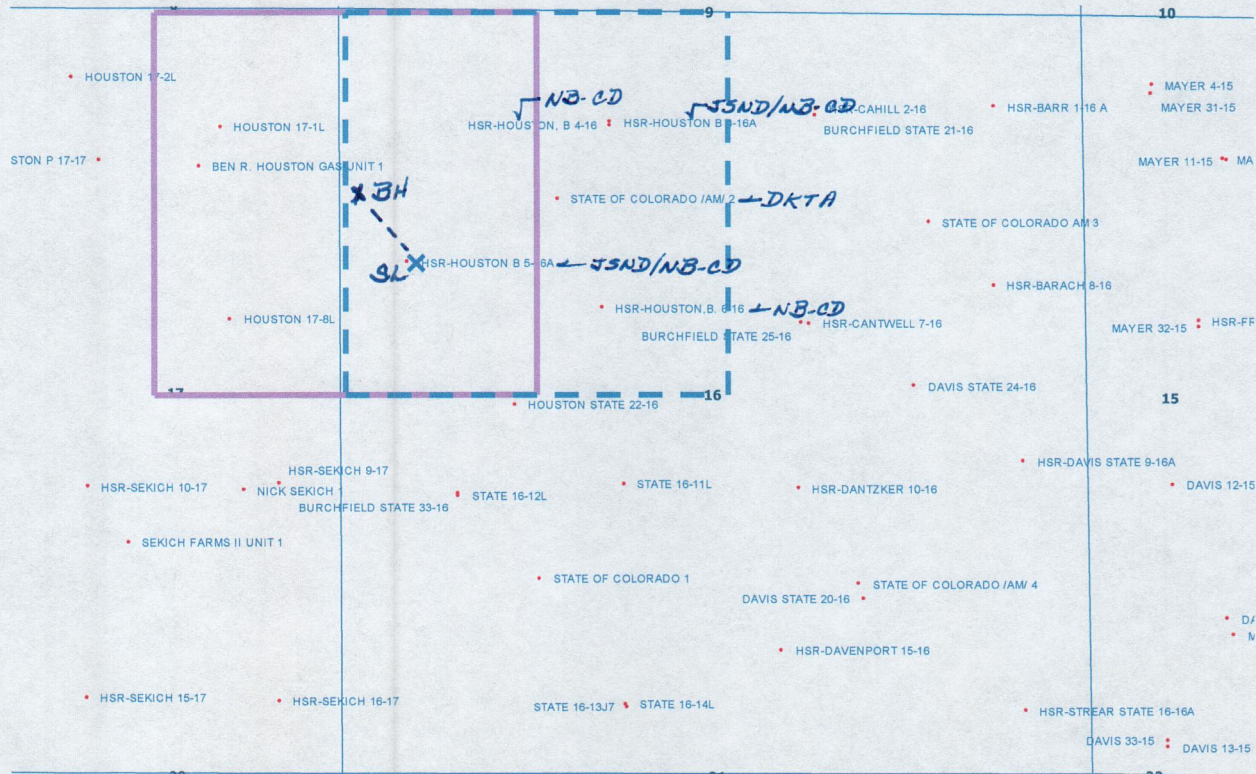 9
10
HOUSTON 17-2L
MAYER 4-15
MAYER 31-15
NB-CD
JSND/NB-CD
HOUSTON 17-1L
HSR-HOUSTON, B 4-16
HSR-HOUSTON B
-16A
HSR-CAHILL 2-16
BURCHFIELD STATE 21-16
HSR-BARR 1-16 A
STON P 17-17
BEN R. HOUSTON GAS UNIT 1
MAYER 11-15
MA
BH
STATE OF COLORADO /AM/ 2
DKTA
STATE OF COLORADO AM 3
SL
HSR-HOUSTON B 5-16A
JSND/NB-CD
HSR-BARACH 8-16
HOUSTON 17-8L
HSR-HOUSTON,B. 6-16
NB-CD
BURCHFIELD STATE 25-16
HSR-CANTWELL 7-16
MAYER 32-15
HSR-FF
17
16
15
DAVIS STATE 24-16
HOUSTON STATE 22-16
HSR-DAVIS STATE 9-16A
HSR-SEKICH 9-17
HSR-SEKICH 10-17
NICK SEKICH 1
BURCHFIELD STATE 33-16
STATE 16-12L
STATE 16-11L
HSR-DANTZKER 10-16
DAVIS 12-15
SEKICH FARMS II UNIT 1
STATE OF COLORADO 1
STATE OF COLORADO /AM/ 4
DAVIS STATE 20-16
DA
HSR-DAVENPORT 15-16
HSR-SEKICH 15-17
HSR-SEKICH 16-17
STATE 16-13J7
STATE 16-14L
HSR-STREAR STATE 16-16A
DAVIS 33-15
DAVIS 13-15